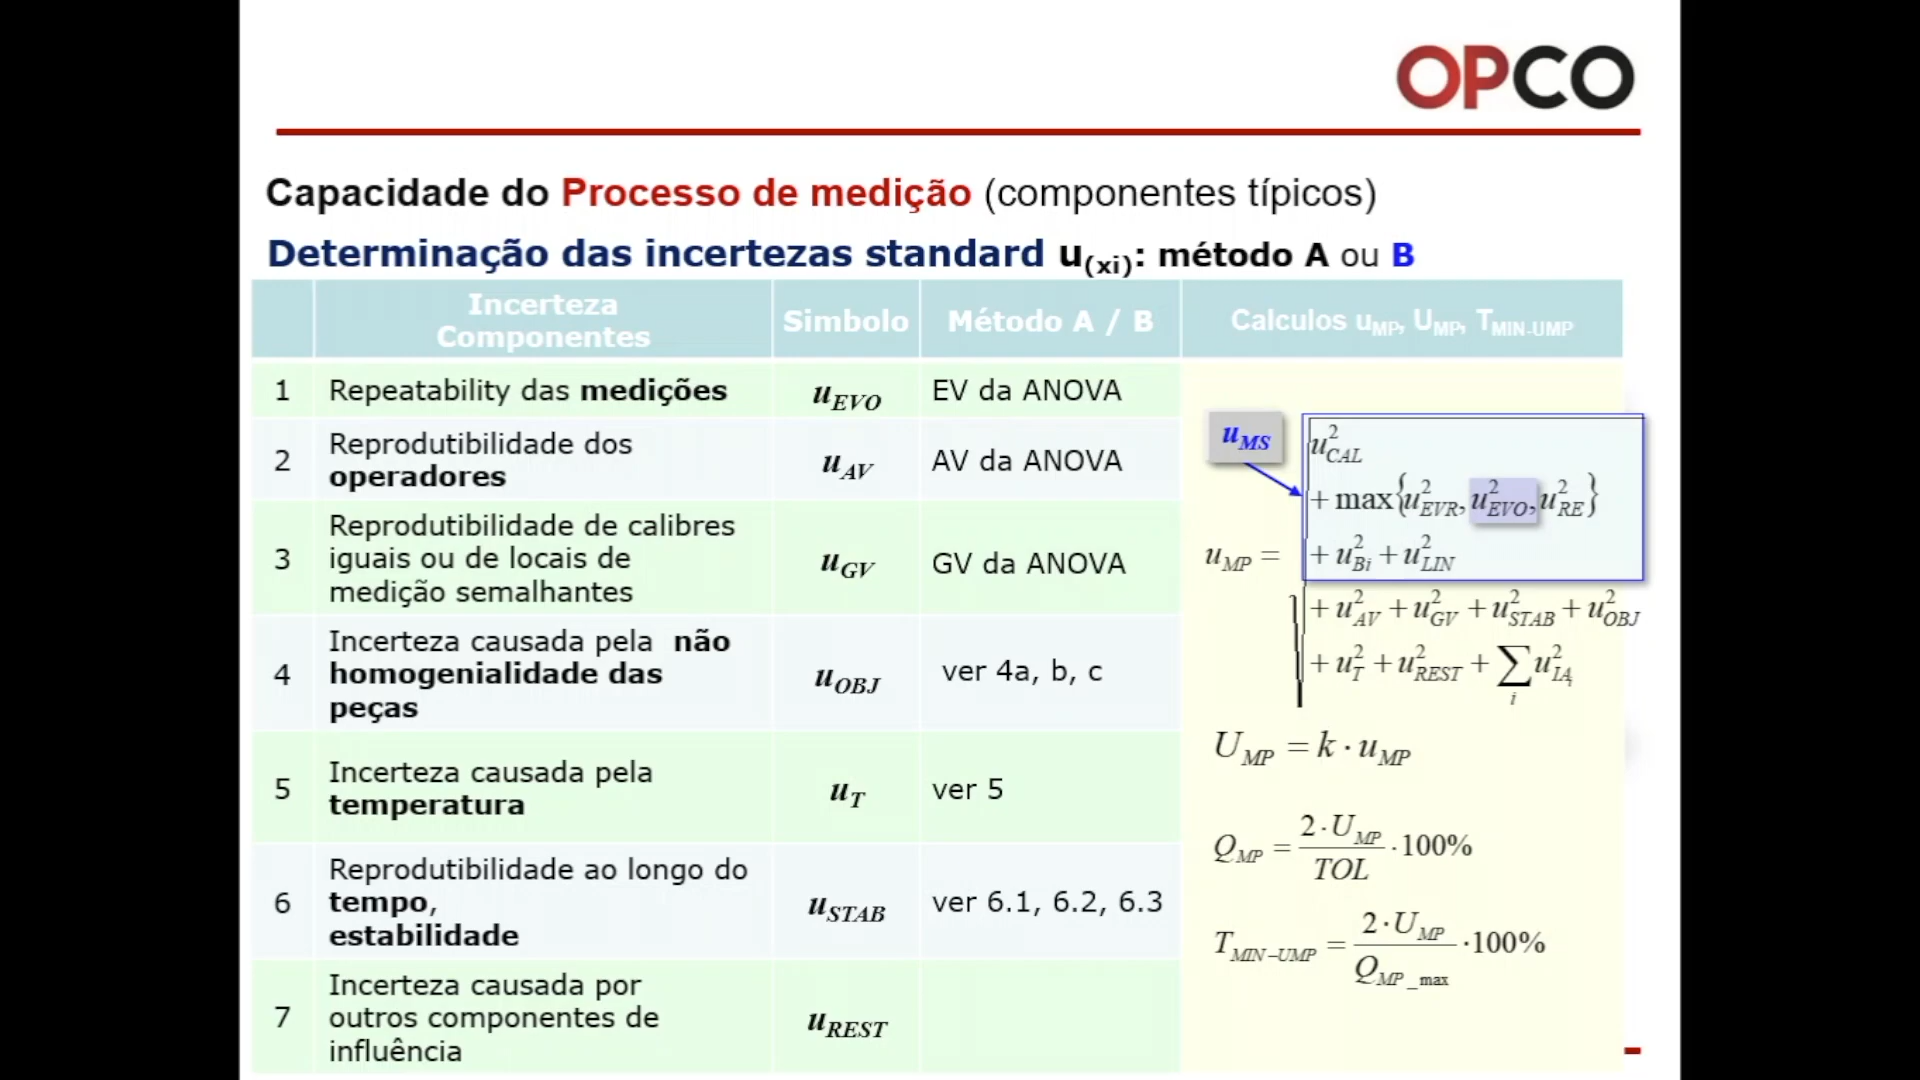 OPCO
Capacidade do Processo de medição (componentes típicos)
Determinação das incertezas standard u(xi): método A ou B
Incerteza
Componentes
Simbolo
Método A / B
Calculos uMP, UMP, TMIN-UMP
1
Repeatability das medições
uEVO
EV da ANOVA
2
Reprodutibilidade dos
operadores
uAV
AV da ANOVA
3
Reprodutibilidade de calibres
iguais ou de locais de
medição semalhantes
uGV
GV da ANOVA
4
Incerteza causada pela não
homogenialidade das
peças
uOBJ
ver 4a, b, c
5
Incerteza causada pela
temperatura
uT
ver 5
6
Reprodutibilidade ao longo do
tempo,
estabilidade
uSTAB
ver 6.1, 6.2, 6.3
7
Incerteza causada por
outros componentes de
influência
uREST
uMS
uMP =
u²CAL
+ max{u²EVR, u²EVO, u²RE}
+ u²Bi + u²LIN
+ u²AV + u²GV + u²STAB + u²OBJ
+ u²T + u²REST + ∑i u²IAi
UMP = k · uMP
QMP = 2 · UMP / TOL · 100%
TMIN–UMP = 2 · UMP / QMP_max · 100%